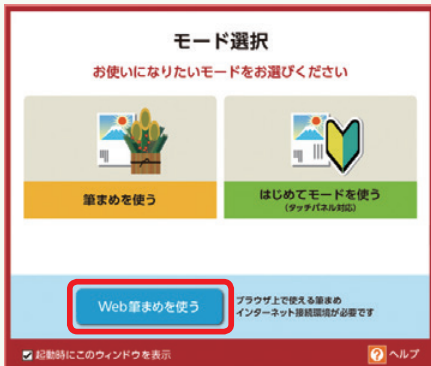 モード選択
お使いになりたいモードをお選びください
筆まめを使う
はじめてモードを使う
(タッチパネル対応)
Web筆まめを使う
ブラウザ上で使える筆まめ
インターネット接続環境が必要です
起動時にこのウィンドウを表示
? ヘルプ